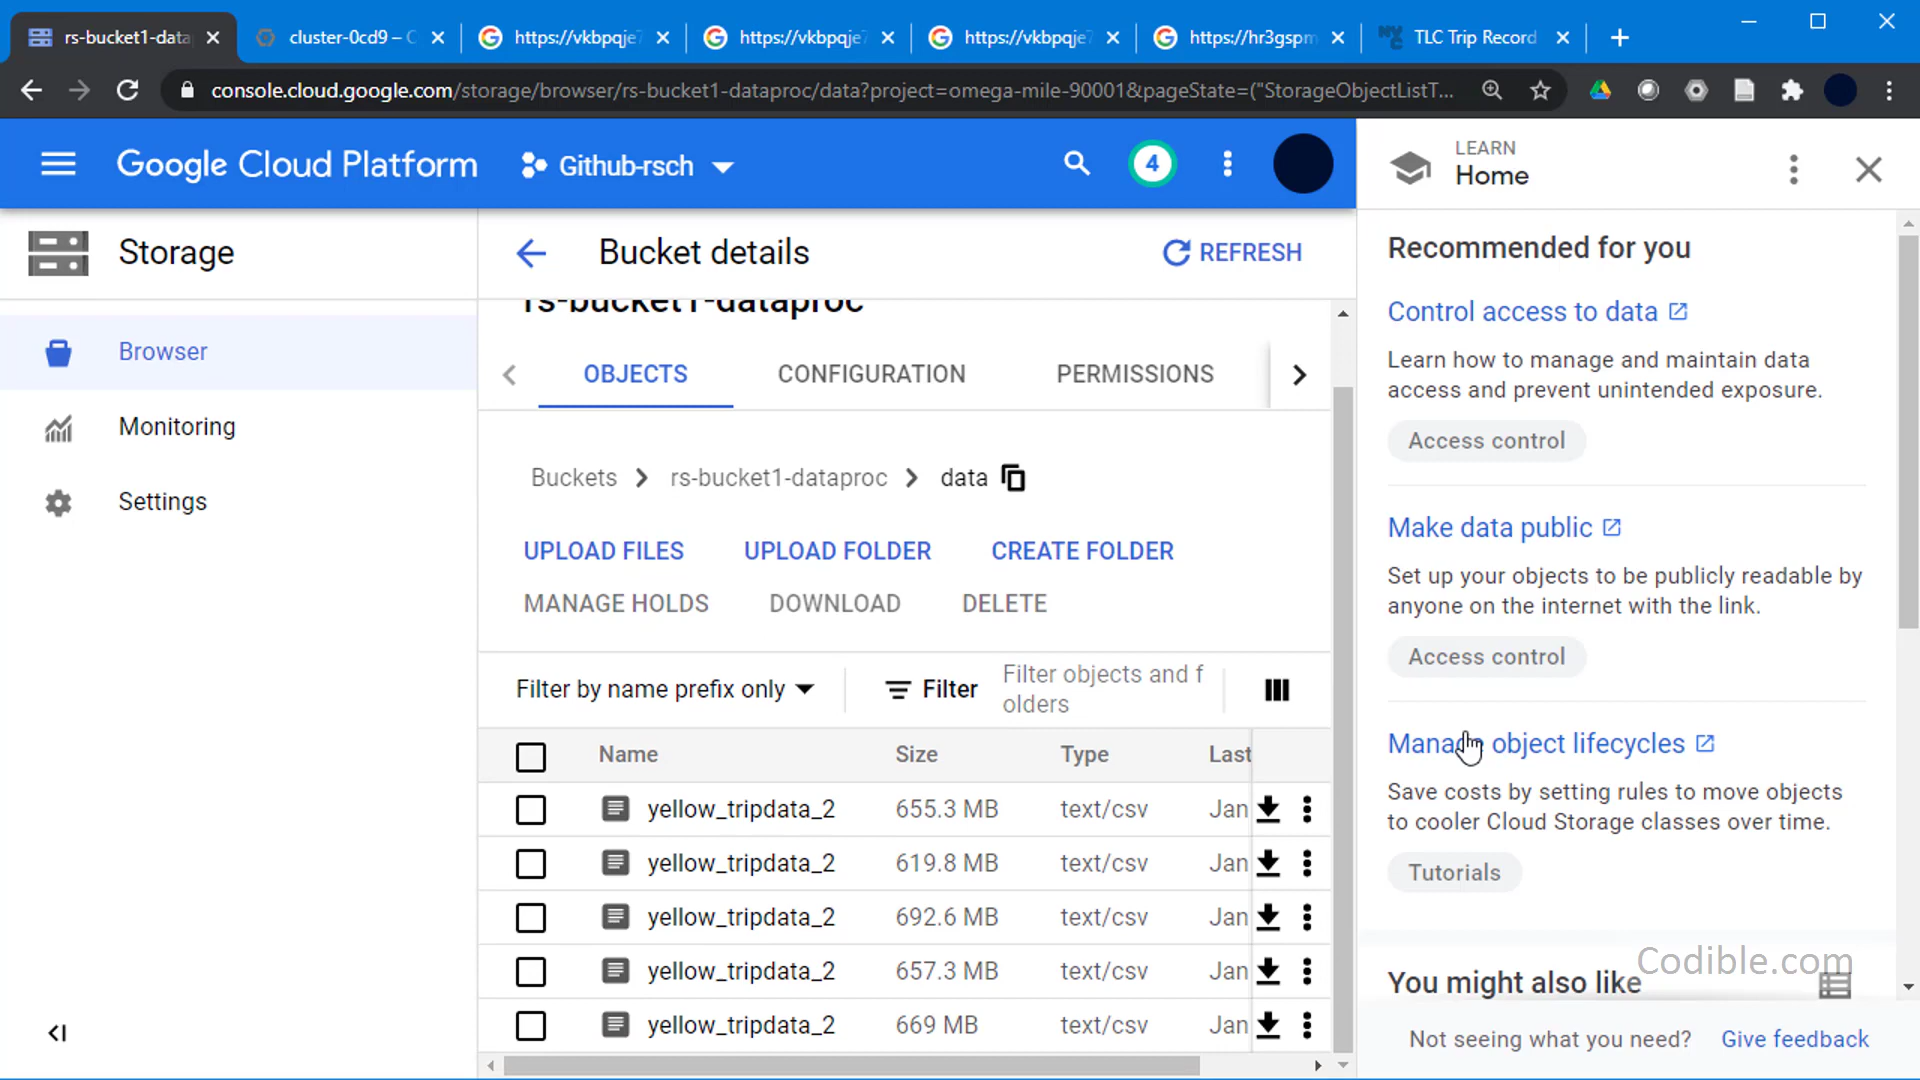 rs-bucket1-data
cluster-0cd9 – C
https://vkbpqje7
https://vkbpqje7
https://vkbpqje7
https://hr3gspm
TLC Trip Record
console.cloud.google.com/storage/browser/rs-bucket1-dataproc/data?project=omega-mile-90001&pageState=("StorageObjectListT...
Google Cloud Platform
Github-rsch
4
LEARN
Home
Storage
Browser
Monitoring
Settings
Bucket details
REFRESH
rs-bucket1-dataproc
OBJECTS
CONFIGURATION
PERMISSIONS
Buckets
rs-bucket1-dataproc
data
UPLOAD FILES
UPLOAD FOLDER
CREATE FOLDER
MANAGE HOLDS
DOWNLOAD
DELETE
Filter by name prefix only
Filter
Filter objects and f
olders
Name Size Type Last
yellow_tripdata_2 655.3 MB text/csv Jan
yellow_tripdata_2 619.8 MB text/csv Jan
yellow_tripdata_2 692.6 MB text/csv Jan
yellow_tripdata_2 657.3 MB text/csv Jan
yellow_tripdata_2 669 MB text/csv Jan
Recommended for you
Control access to data
Learn how to manage and maintain data
access and prevent unintended exposure.
Access control
Make data public
Set up your objects to be publicly readable by
anyone on the internet with the link.
Access control
Manage object lifecycles
Save costs by setting rules to move objects
to cooler Cloud Storage classes over time.
Tutorials
Codible.com
You might also like
Not seeing what you need?
Give feedback